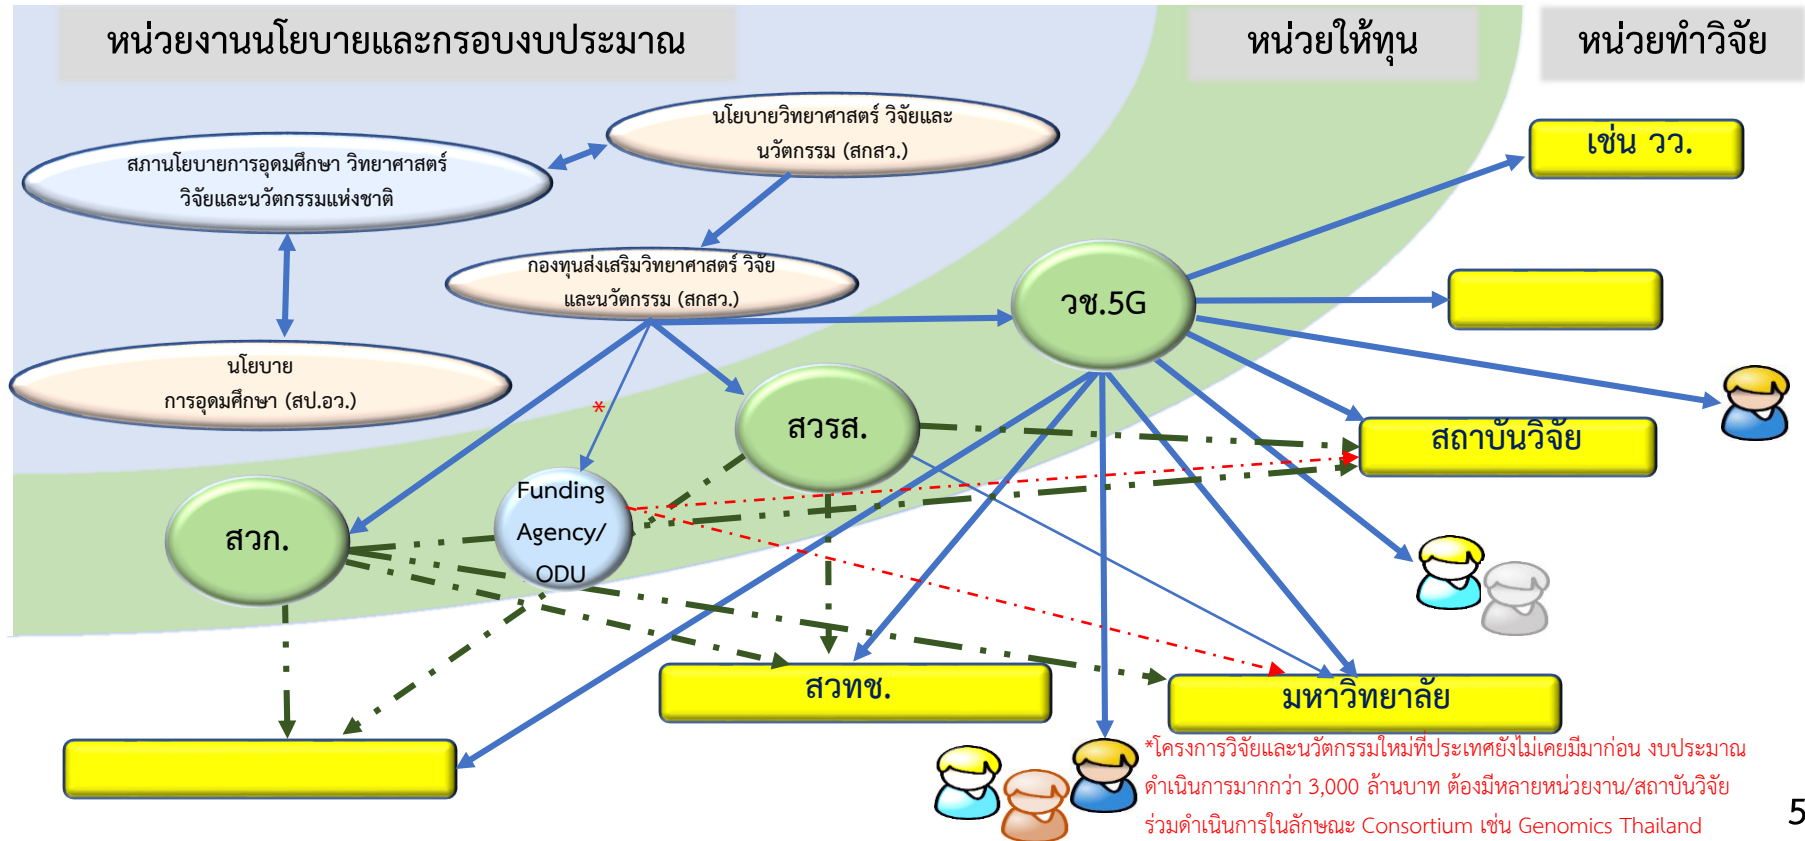 หน่วยงานนโยบายและกรอบงบประมาณ
หน่วยให้ทุน
หน่วยทำวิจัย
นโยบายวิทยาศาสตร์ วิจัยและ
นวัตกรรม (สกสว.)
สภานโยบายการอุดมศึกษา วิทยาศาสตร์
วิจัยและนวัตกรรมแห่งชาติ
เช่น วว.
กองทุนส่งเสริมวิทยาศาสตร์ วิจัย
และนวัตกรรม (สกสว.)
วช.5G
นโยบาย
การอุดมศึกษา (สป.อว.)
*
สวรส.
สถาบันวิจัย
สวก.
Funding
Agency/
ODU
สวทช.
มหาวิทยาลัย
*โครงการวิจัยและนวัตกรรมใหม่ที่ประเทศยังไม่เคยมีมาก่อน งบประมาณ
ดำเนินการมากกว่า 3,000 ล้านบาท ต้องมีหลายหน่วยงาน/สถาบันวิจัย
ร่วมดำเนินการในลักษณะ Consortium เช่น Genomics Thailand
5